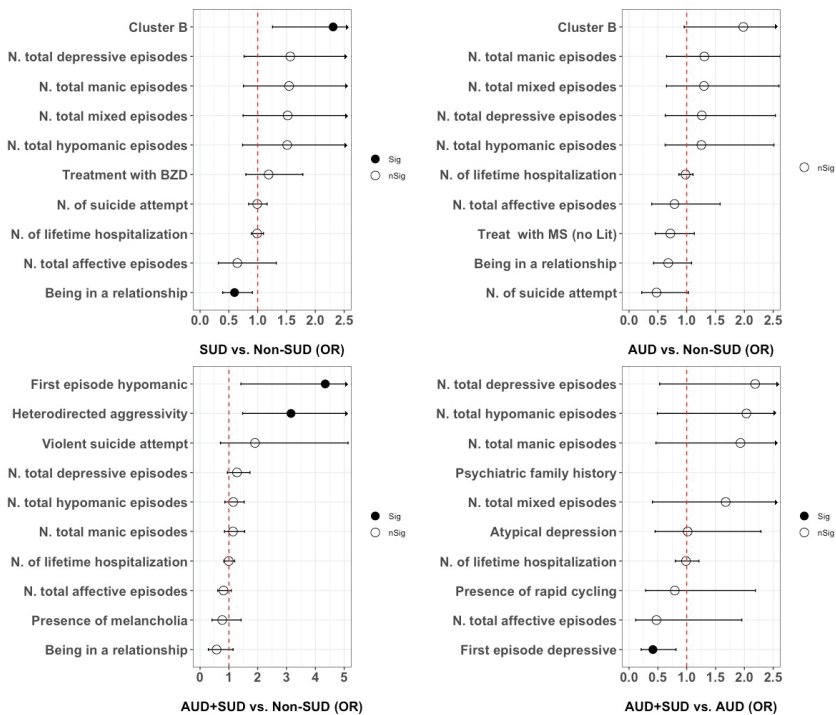 Cluster B
N. total depressive episodes
N. total manic episodes
N. total mixed episodes
N. total hypomanic episodes
Treatment with BZD
N. of suicide attempt
N. of lifetime hospitalization
N. total affective episodes
Being in a relationship
0.0 0.5 1.0 1.5 2.0 2.5
SUD vs. Non-SUD (OR)
Sig
nSig
Cluster B
N. total manic episodes
N. total mixed episodes
N. total depressive episodes
N. total hypomanic episodes
N. of lifetime hospitalization
N. total affective episodes
Treat with MS (no Lit)
Being in a relationship
N. of suicide attempt
0.0 0.5 1.0 1.5 2.0 2.5
AUD vs. Non-SUD (OR)
nSig
First episode hypomanic
Heterodirected aggressivity
Violent suicide attempt
N. total depressive episodes
N. total hypomanic episodes
N. total manic episodes
N. of lifetime hospitalization
N. total affective episodes
Presence of melancholia
Being in a relationship
0 1 2 3 4 5
AUD+SUD vs. Non-SUD (OR)
Sig
nSig
N. total depressive episodes
N. total hypomanic episodes
N. total manic episodes
Psychiatric family history
N. total mixed episodes
Atypical depression
N. of lifetime hospitalization
Presence of rapid cycling
N. total affective episodes
First episode depressive
0.0 0.5 1.0 1.5 2.0 2.5
AUD+SUD vs. AUD (OR)
Sig
nSig